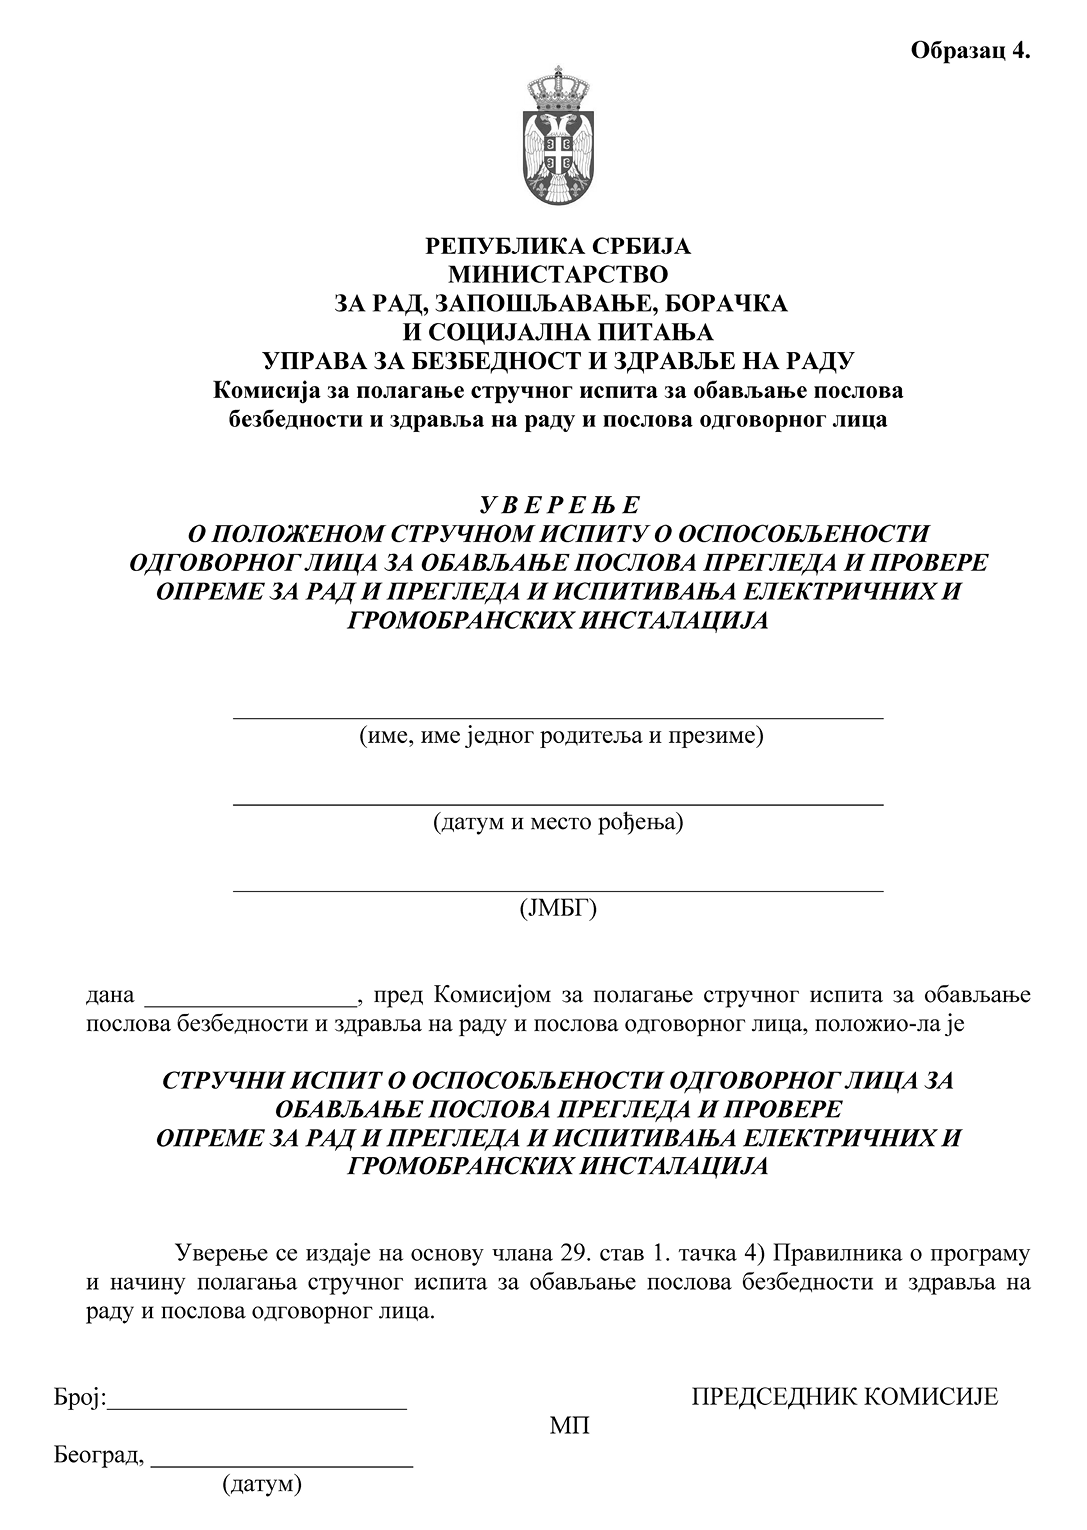 Образац 4.
РЕПУБЛИКА СРБИЈА
МИНИСТАРСТВО
ЗА РАД, ЗАПОШЉАВАЊЕ, БОРАЧКА
И СОЦИЈАЛНА ПИТАЊА
УПРАВА ЗА БЕЗБЕДНОСТ И ЗДРАВЉЕ НА РАДУ
Комисија за полагање стручног испита за обављање послова
безбедности и здравља на раду и послова одговорног лица
У В Е Р Е Њ Е
О ПОЛОЖЕНОМ СТРУЧНОМ ИСПИТУ О ОСПОСОБЉЕНОСТИ
ОДГОВОРНОГ ЛИЦА ЗА ОБАВЉАЊЕ ПОСЛОВА ПРЕГЛЕДА И ПРОВЕРЕ
ОПРЕМЕ ЗА РАД И ПРЕГЛЕДА И ИСПИТИВАЊА ЕЛЕКТРИЧНИХ И
ГРОМОБРАНСКИХ ИНСТАЛАЦИЈА
(име, име једног родитеља и презиме)
(датум и место рођења)
(ЈМБГ)
дана _________________, пред Комисијом за полагање стручног испита за обављање
послова безбедности и здравља на раду и послова одговорног лица, положио-ла је
СТРУЧНИ ИСПИТ О ОСПОСОБЉЕНОСТИ ОДГОВОРНОГ ЛИЦА ЗА
ОБАВЉАЊЕ ПОСЛОВА ПРЕГЛЕДА И ПРОВЕРЕ
ОПРЕМЕ ЗА РАД И ПРЕГЛЕДА И ИСПИТИВАЊА ЕЛЕКТРИЧНИХ И
ГРОМОБРАНСКИХ ИНСТАЛАЦИЈА
Уверење се издаје на основу члана 29. став 1. тачка 4) Правилника о програму
и начину полагања стручног испита за обављање послова безбедности и здравља на
раду и послова одговорног лица.
Број:________________________ ПРЕДСЕДНИК КОМИСИЈЕ
МП
Београд, _____________________
(датум)